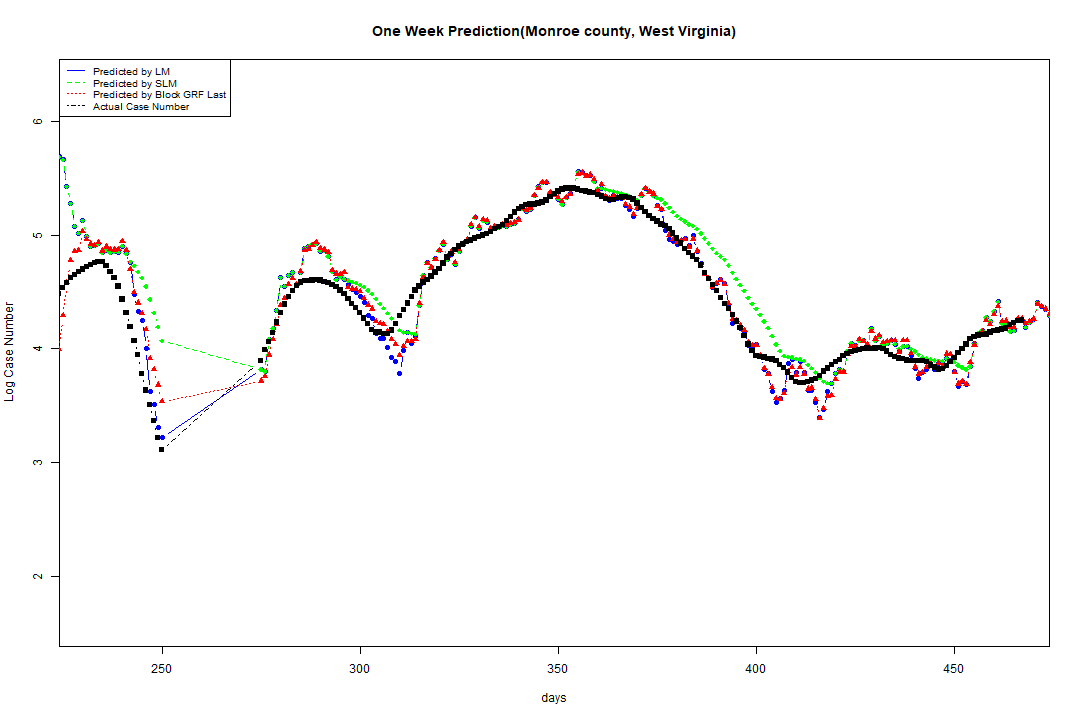 One Week Prediction(Monroe county, West Virginia)
Predicted by LM
Predicted by SLM
Predicted by Block GRF Last
Actual Case Number
6
5
4
3
2
Log Case Number
250 300 350 400 450
days